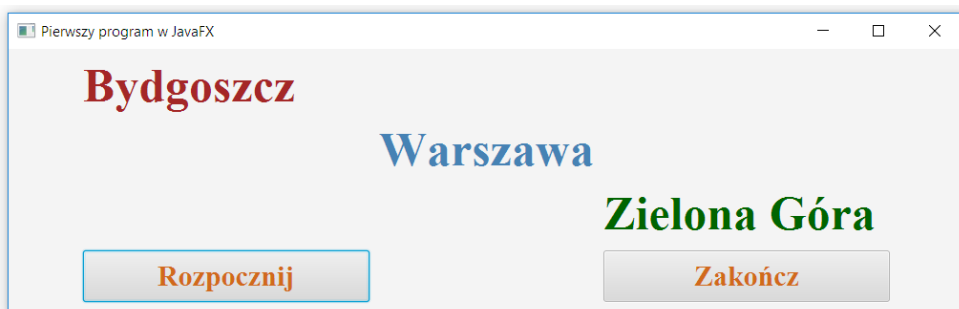 Pierwszy program w JavaFX
Bydgoszcz
Warszawa
Zielona Góra
Rozpocznij Zakończ